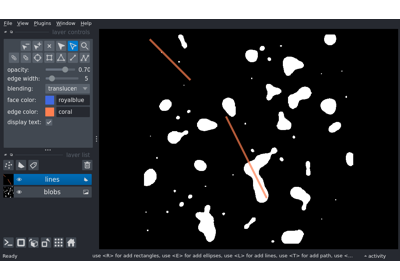 File View Plugins Window Help
layer controls
opacity: 0.70
edge width: 5
blending: translucen
face color: royalblue
edge color: coral
display text:
layer list
lines
blobs
Ready use <R> for add rectangles, use <E> for add ellipses, use <L> for add lines, use <T> for add path, use <... activity